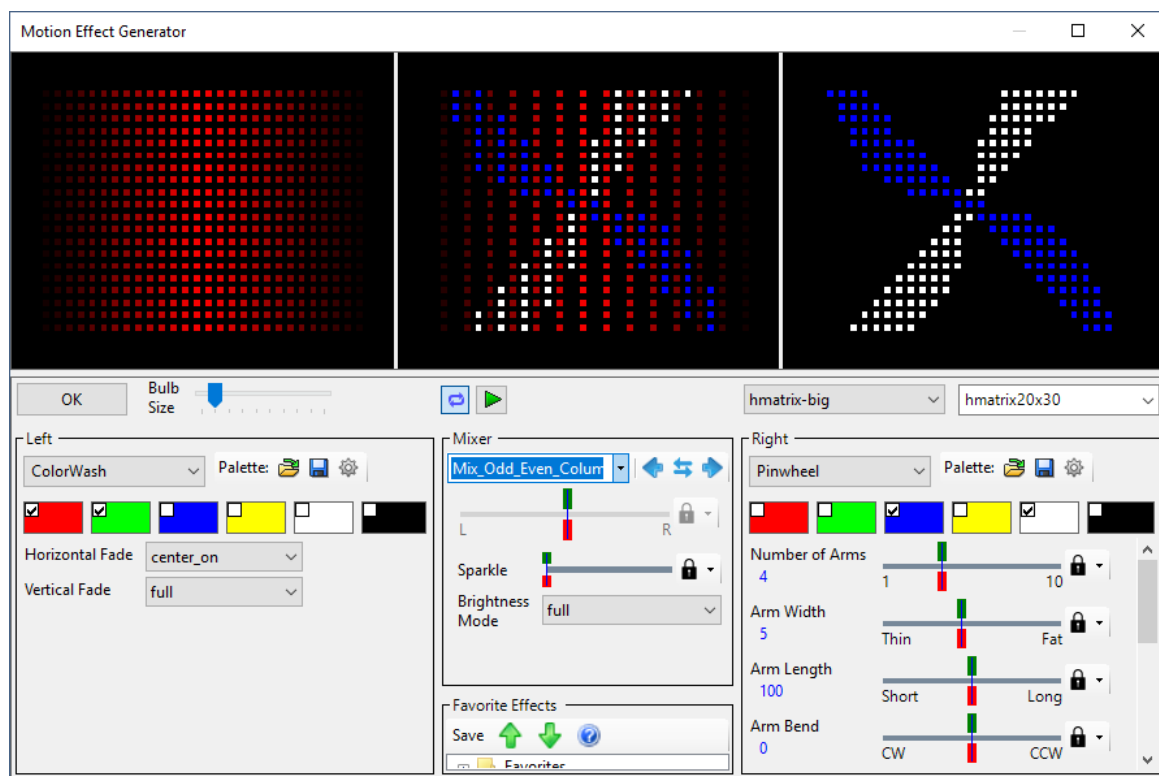 Motion Effect Generator
OK
Bulb
Size
hmatrix-big
hmatrix20x30
Left
ColorWash
Palette:
Horizontal Fade
center_on
Vertical Fade
full
Mixer
Mix_Odd_Even_Colum
L
R
Sparkle
Brightness
Mode
full
Favorite Effects
Save
Favorites
Right
Pinwheel
Palette:
Number of Arms
4
1
10
Arm Width
5
Thin
Fat
Arm Length
100
Short
Long
Arm Bend
0
CW
CCW